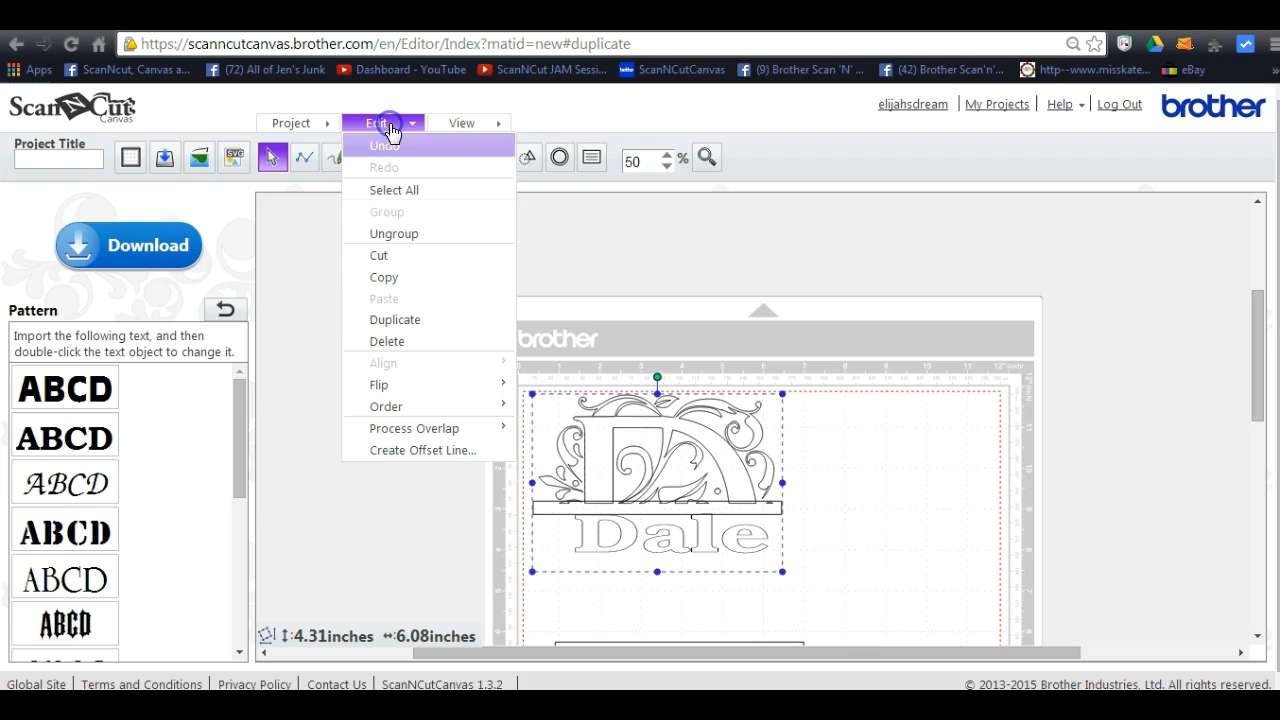 https://scanncutcanvas.brother.com/en/Editor/Index?matid=new#duplicate
Apps ScanNcut, Canvas a... (72) All of Jen's Junk Dashboard - YouTube ScanNCut JAM Sessi... ScanNCutCanvas (9) Brother Scan 'N' ... (42) Brother Scan'n'... http--www.misskate... eBay
ScanNCut Canvas
elijahsdream My Projects Help Log Out brother
Project Edit View
Project Title
SVG
50 %
Undo
Redo
Select All
Group
Ungroup
Cut
Copy
Paste
Duplicate
Delete
Align
Flip
Order
Process Overlap
Create Offset Line...
Download
Pattern
Import the following text, and then
double-click the text object to change it.
ABCD
ABCD
ABCD
ABCD
ABCD
ABCD
brother
Dale
4.31inches 6.08inches
Global Site Terms and Conditions Privacy Policy Contact Us ScanNCutCanvas 1.3.2 © 2013-2015 Brother Industries, Ltd. All rights reserved.